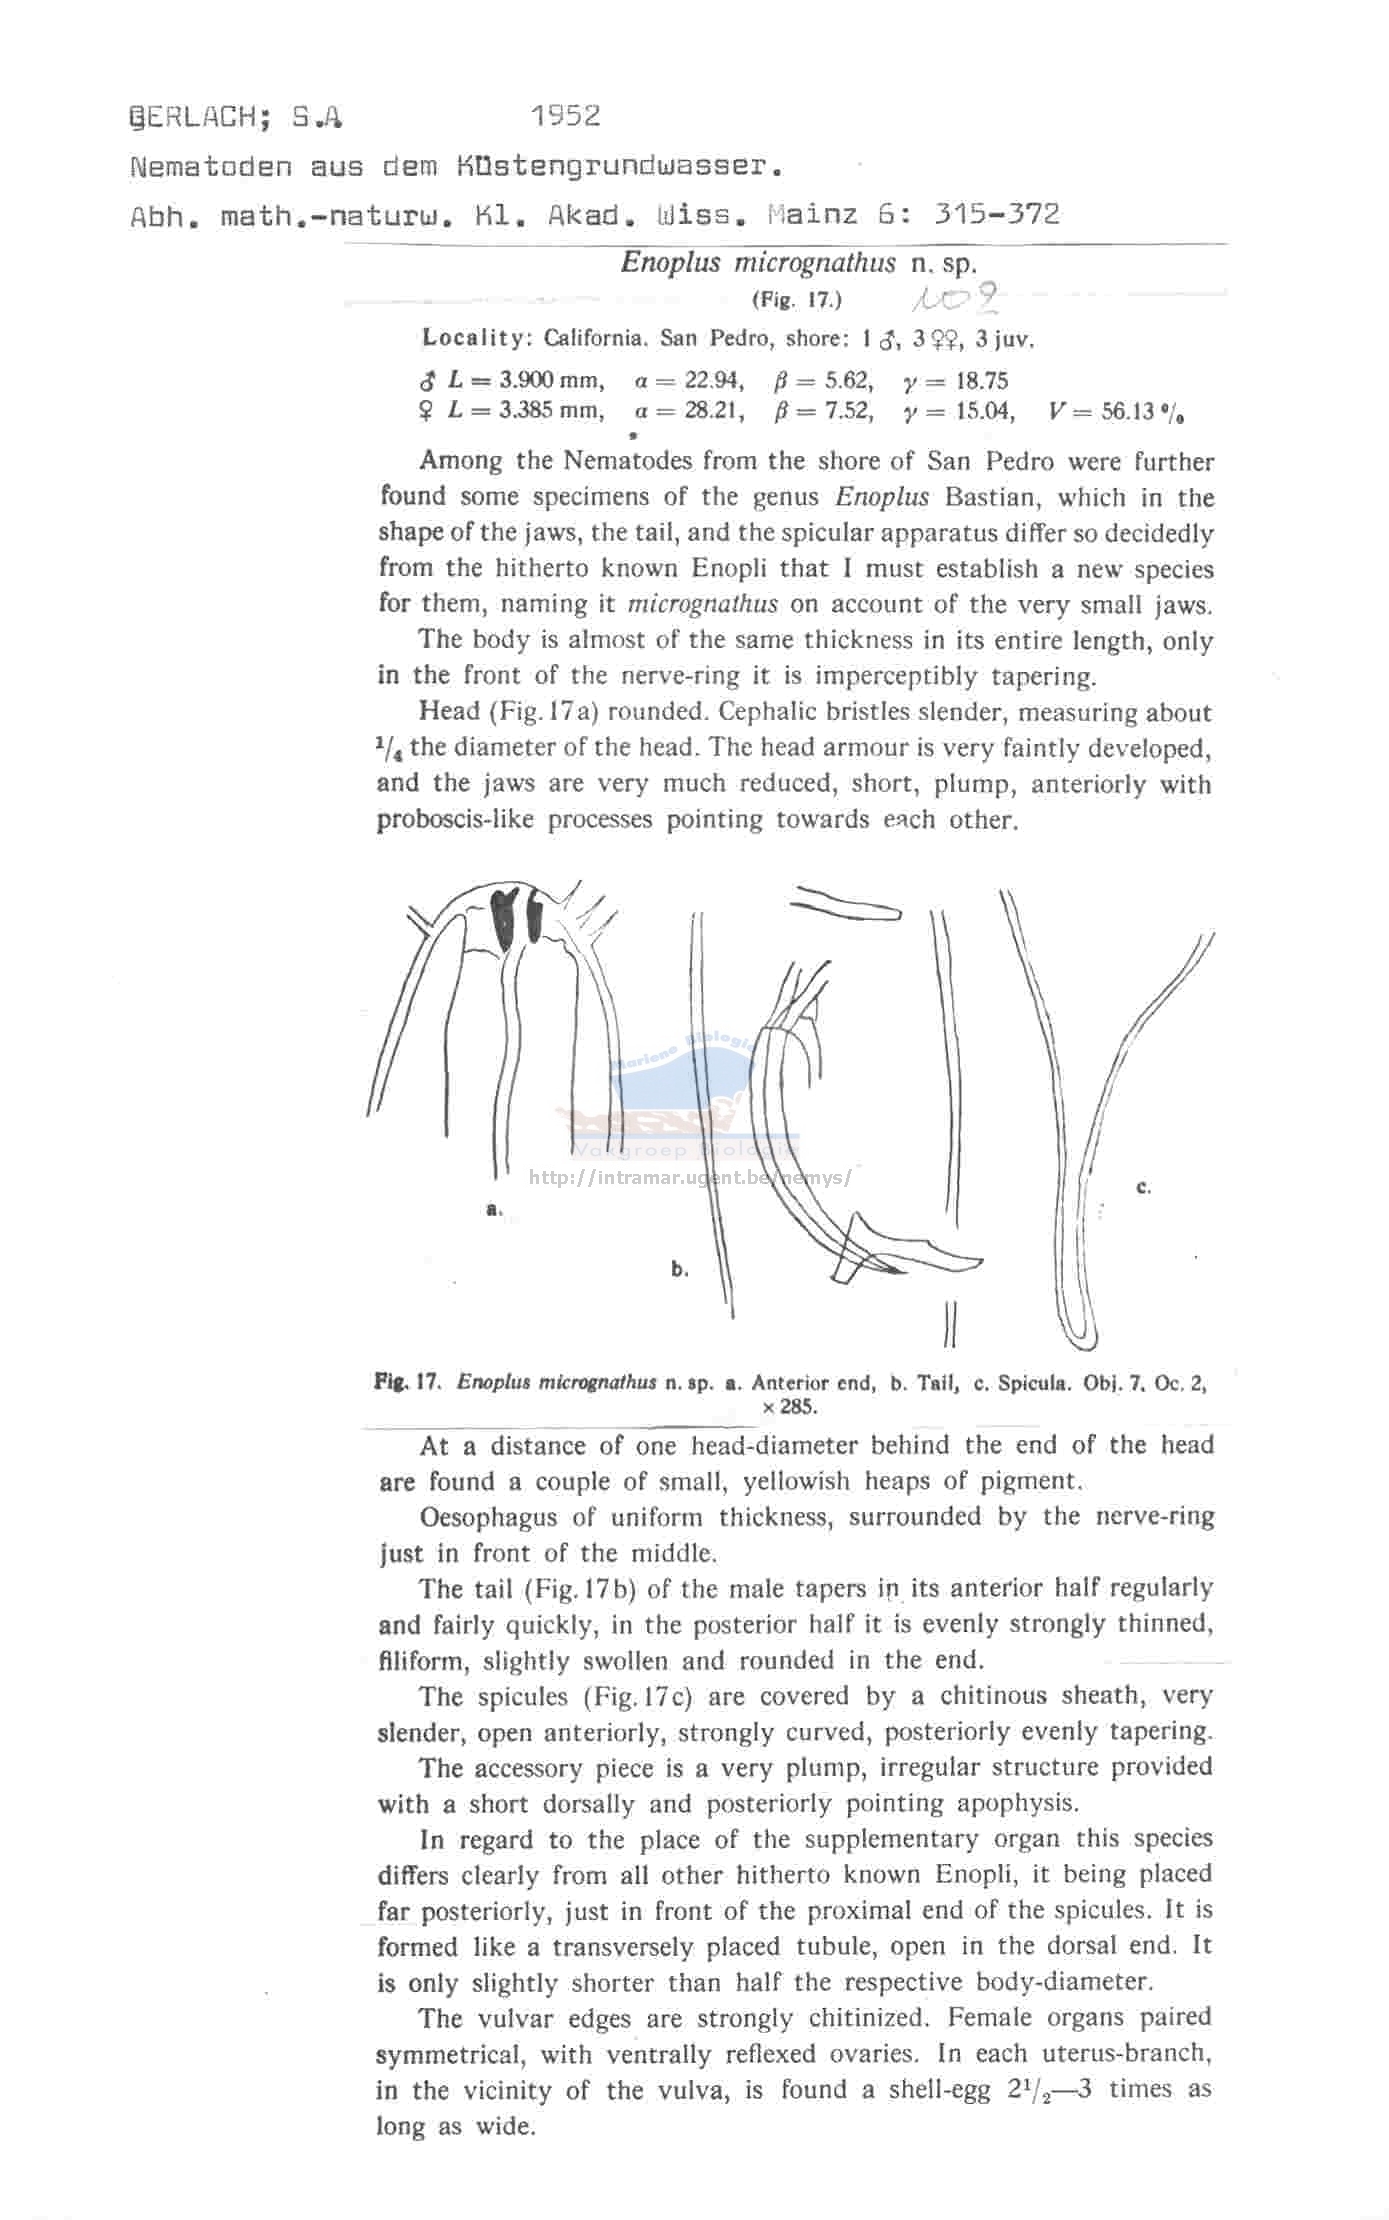 GERLACH; S.A 1952
Nematoden aus dem Küstengrundwasser.
Abh. math.-naturw. Kl. Akad. Wiss. Mainz 6: 315-372
Enoplus micrognathus n. sp.
(Fig. 17.) 109
Locality: California. San Pedro, shore: 1 ♂, 3 ♀♀, 3 juv.
♂ L = 3.900 mm, α = 22.94, β = 5.62, γ = 18.75
♀ L = 3.385 mm, α = 28.21, β = 7.52, γ = 15.04, V = 56.13 %
Among the Nematodes from the shore of San Pedro were further
found some specimens of the genus Enoplus Bastian, which in the
shape of the jaws, the tail, and the spicular apparatus differ so decidedly
from the hitherto known Enopli that I must establish a new species
for them, naming it micrognathus on account of the very small jaws.
The body is almost of the same thickness in its entire length, only
in the front of the nerve-ring it is imperceptibly tapering.
Head (Fig. 17a) rounded. Cephalic bristles slender, measuring about
1/4 the diameter of the head. The head armour is very faintly developed,
and the jaws are very much reduced, short, plump, anteriorly with
proboscis-like processes pointing towards each other.
Mariene Biologie
Vakgroep Biologie
http://intramar.ugent.be/nemys/
a.
b.
c.
Fig. 17. Enoplus micrognathus n. sp. a. Anterior end, b. Tail, c. Spicula. Obj. 7. Oc. 2,
× 285.
At a distance of one head-diameter behind the end of the head
are found a couple of small, yellowish heaps of pigment.
Oesophagus of uniform thickness, surrounded by the nerve-ring
just in front of the middle.
The tail (Fig. 17b) of the male tapers in its anterior half regularly
and fairly quickly, in the posterior half it is evenly strongly thinned,
filiform, slightly swollen and rounded in the end.
The spicules (Fig. 17c) are covered by a chitinous sheath, very
slender, open anteriorly, strongly curved, posteriorly evenly tapering.
The accessory piece is a very plump, irregular structure provided
with a short dorsally and posteriorly pointing apophysis.
In regard to the place of the supplementary organ this species
differs clearly from all other hitherto known Enopli, it being placed
far posteriorly, just in front of the proximal end of the spicules. It is
formed like a transversely placed tubule, open in the dorsal end. It
is only slightly shorter than half the respective body-diameter.
The vulvar edges are strongly chitinized. Female organs paired
symmetrical, with ventrally reflexed ovaries. In each uterus-branch,
in the vicinity of the vulva, is found a shell-egg 2 1/2—3 times as
long as wide.